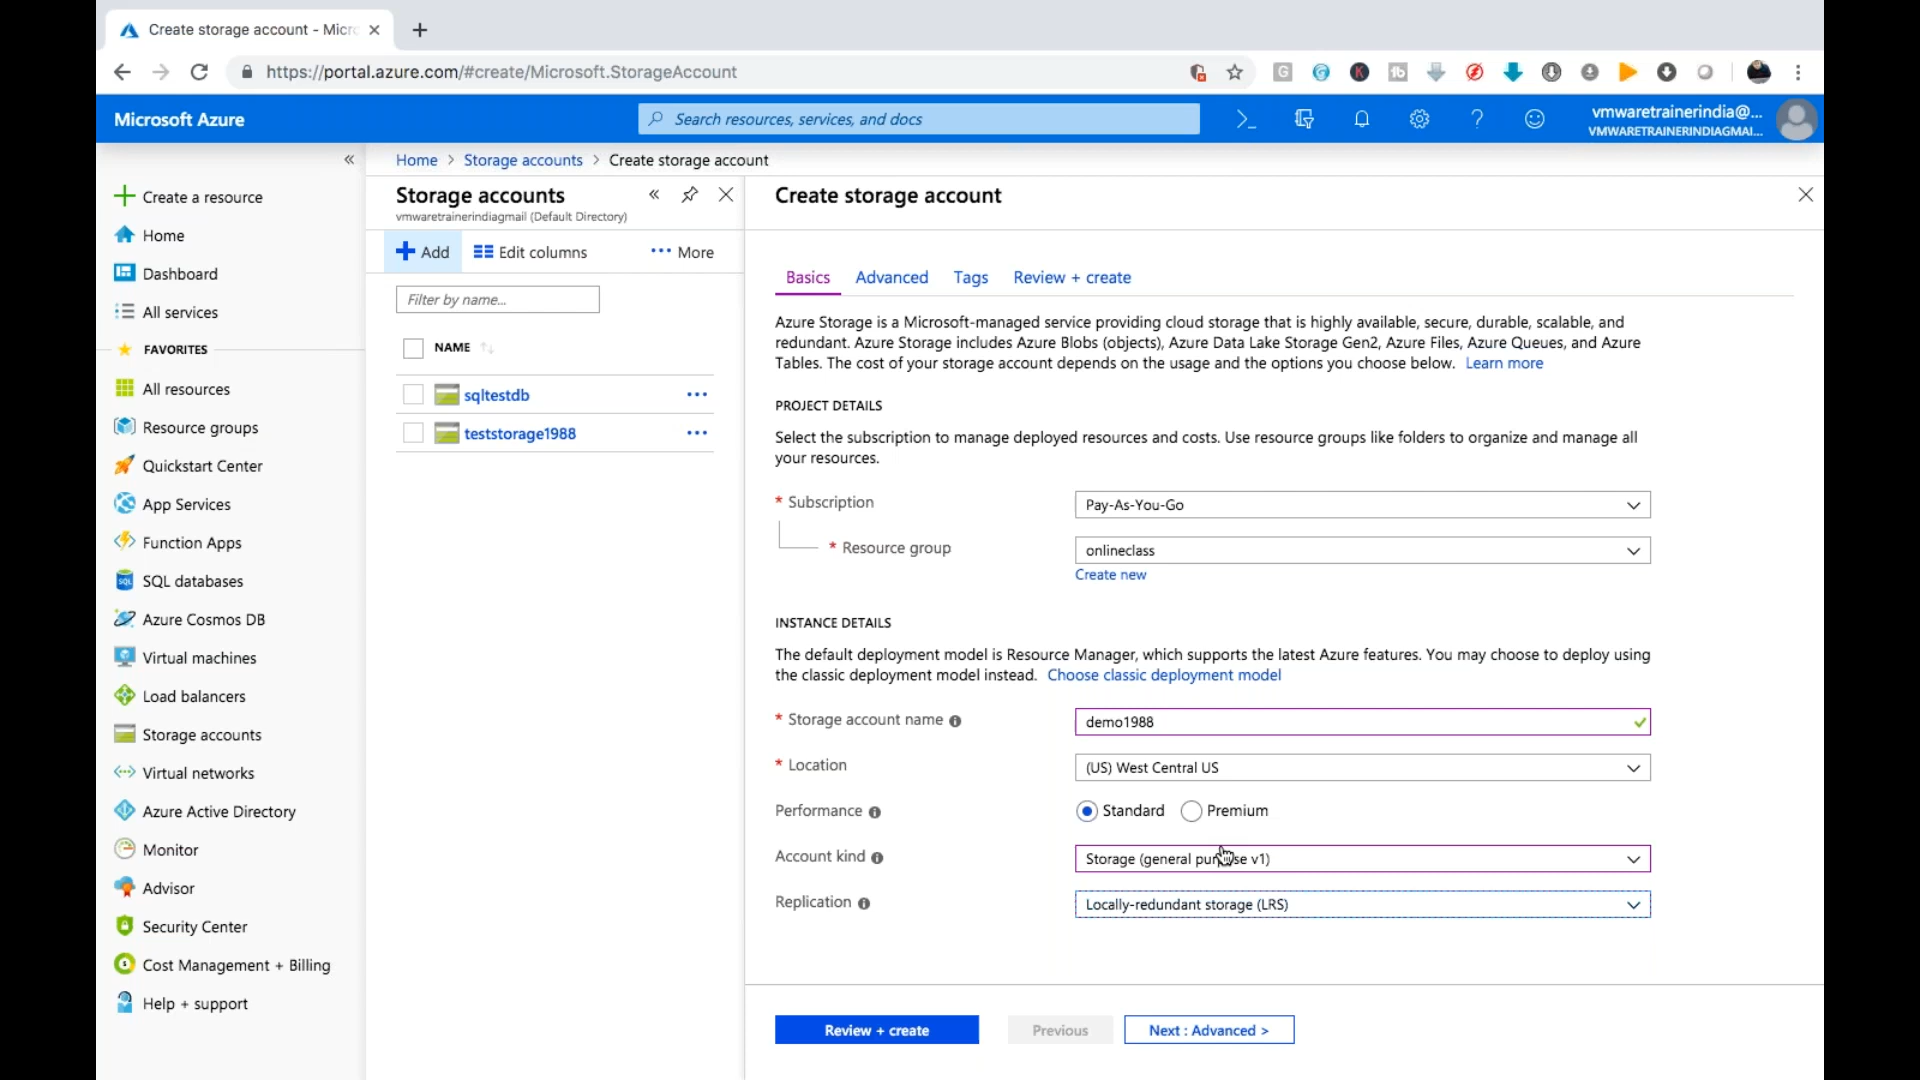 Create storage account - Micro
https://portal.azure.com/#create/Microsoft.StorageAccount
Microsoft Azure
Search resources, services, and docs
vmwaretrainerindia@...
VMWARETRAINERINDIAGMAI...
Create a resource
Home
Dashboard
All services
FAVORITES
All resources
Resource groups
Quickstart Center
App Services
Function Apps
SQL databases
Azure Cosmos DB
Virtual machines
Load balancers
Storage accounts
Virtual networks
Azure Active Directory
Monitor
Advisor
Security Center
Cost Management + Billing
Help + support
Home > Storage accounts > Create storage account
Storage accounts
vmwaretrainerindiagmail (Default Directory)
Add Edit columns ••• More
Filter by name...
NAME
sqltestdb
teststorage1988
Create storage account
Basics Advanced Tags Review + create
Azure Storage is a Microsoft-managed service providing cloud storage that is highly available, secure, durable, scalable, and
redundant. Azure Storage includes Azure Blobs (objects), Azure Data Lake Storage Gen2, Azure Files, Azure Queues, and Azure
Tables. The cost of your storage account depends on the usage and the options you choose below. Learn more
PROJECT DETAILS
Select the subscription to manage deployed resources and costs. Use resource groups like folders to organize and manage all
your resources.
* Subscription Pay-As-You-Go
* Resource group onlineclass
Create new
INSTANCE DETAILS
The default deployment model is Resource Manager, which supports the latest Azure features. You may choose to deploy using
the classic deployment model instead. Choose classic deployment model
* Storage account name demo1988
* Location (US) West Central US
Performance Standard Premium
Account kind Storage (general purpose v1)
Replication Locally-redundant storage (LRS)
Review + create Previous Next : Advanced >